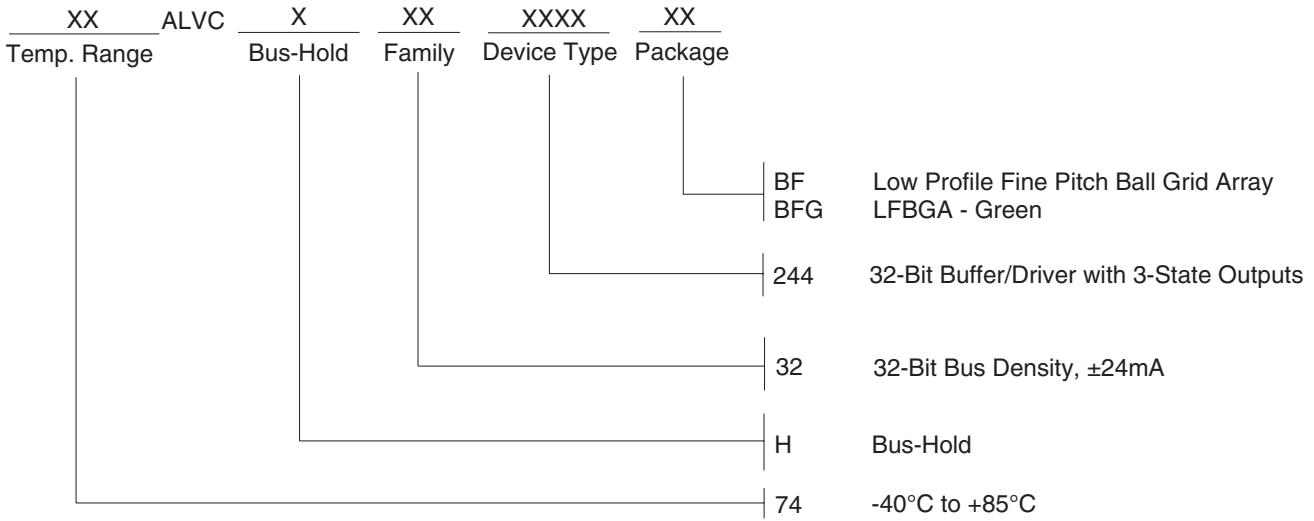 XX ALVC X XX XXXX XX
Temp. Range Bus-Hold Family Device Type Package
BF Low Profile Fine Pitch Ball Grid Array
BFG LFBGA - Green
244 32-Bit Buffer/Driver with 3-State Outputs
32 32-Bit Bus Density, ±24mA
H Bus-Hold
74 -40°C to +85°C